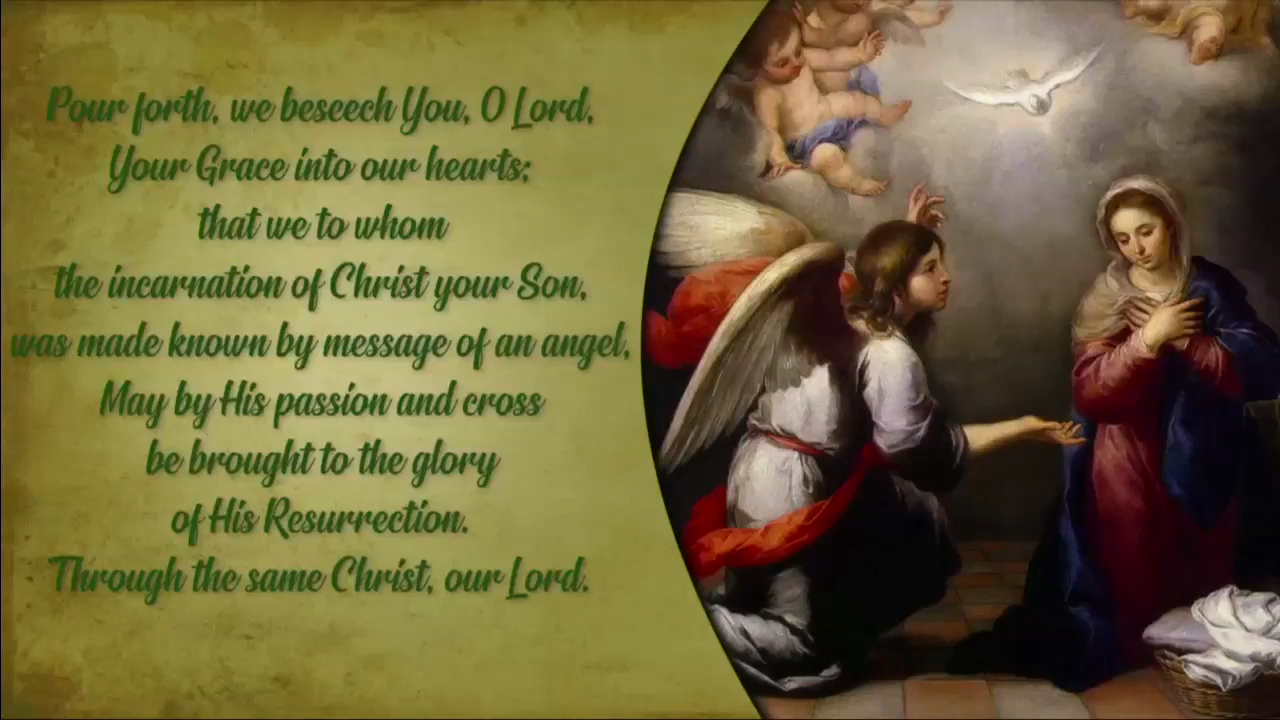 Pour forth, we beseech You, O Lord,
Your Grace into our hearts;
that we to whom
the incarnation of Christ your Son,
was made known by message of an angel,
May by His passion and cross
be brought to the glory
of His Resurrection.
Through the same Christ, our Lord.